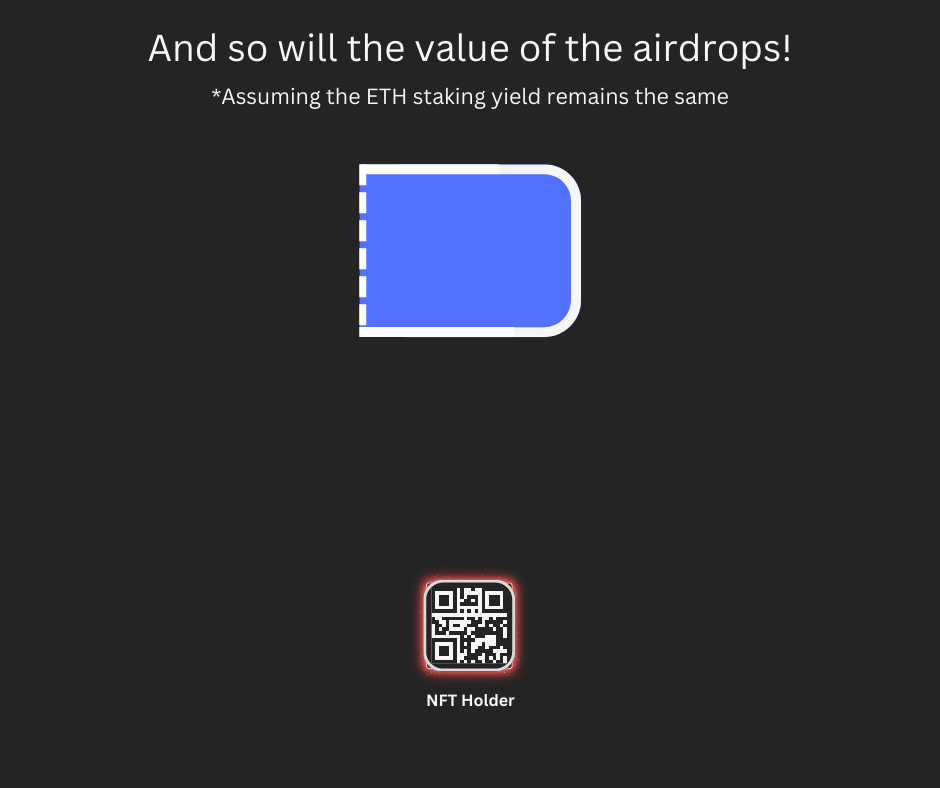 And so will the value of the airdrops!
*Assuming the ETH staking yield remains the same
NFT Holder